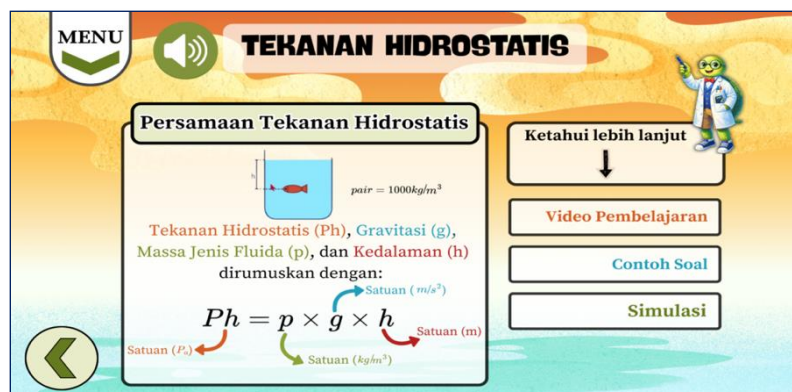 MENU
TEKANAN HIDROSTATIS
Persamaan Tekanan Hidrostatis
h
pair = 1000kg/m³
Tekanan Hidrostatis (Ph), Gravitasi (g),
Massa Jenis Fluida (p), dan Kedalaman (h)
dirumuskan dengan:
Satuan (m/s²)
Ph = p × g × h
Satuan (m)
Satuan (Pₐ)
Satuan (kg/m³)
Ketahui lebih lanjut
Video Pembelajaran
Contoh Soal
Simulasi